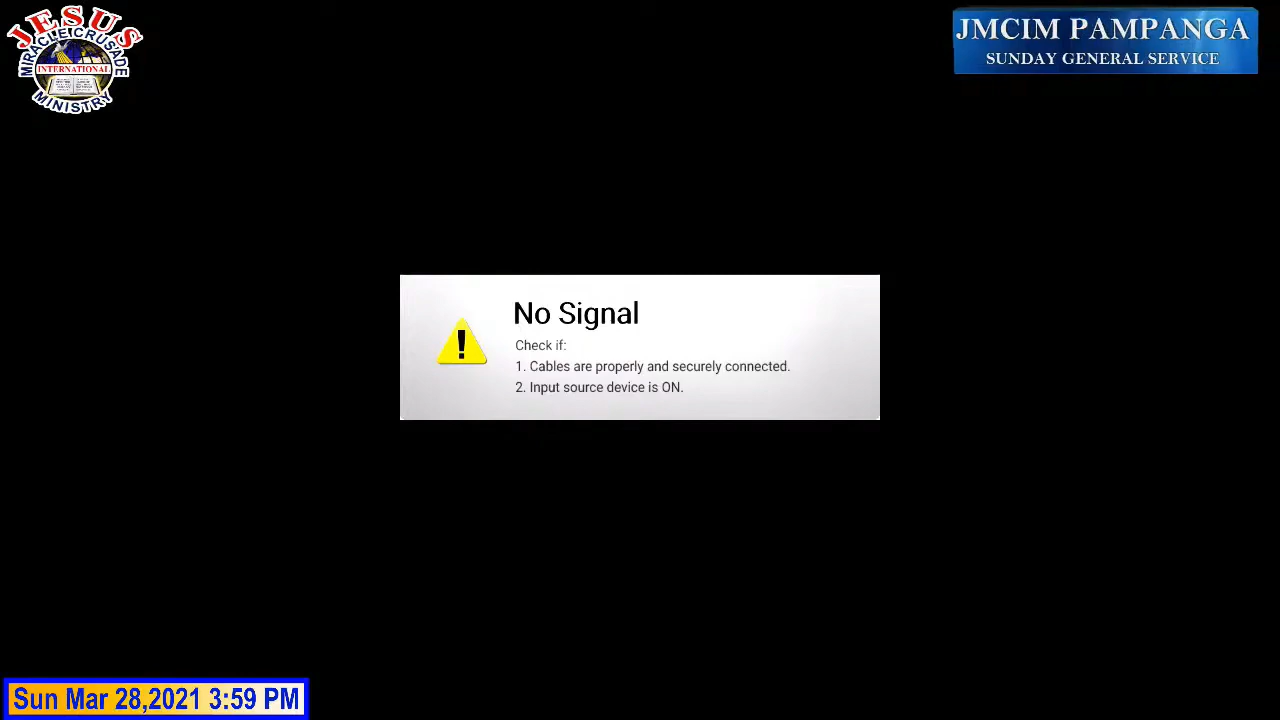 JESUS
MIRACLE CRUSADE
INTERNATIONAL
MINISTRY
JMCIM PAMPANGA
SUNDAY GENERAL SERVICE
No Signal
Check if:
1. Cables are properly and securely connected.
2. Input source device is ON.
Sun Mar 28,2021 3:59 PM